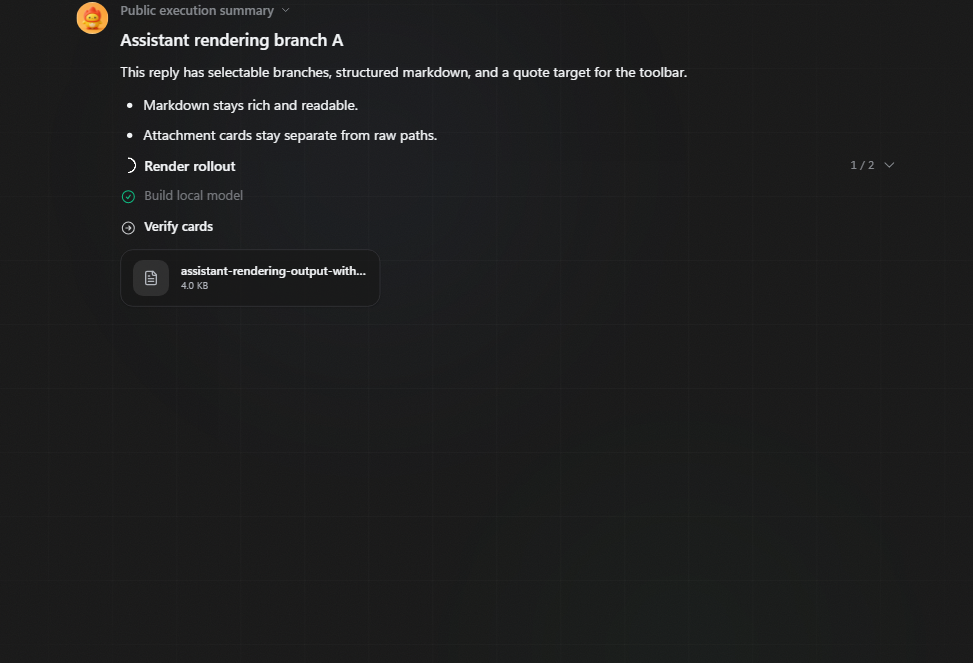 Public execution summary
Assistant rendering branch A
This reply has selectable branches, structured markdown, and a quote target for the toolbar.
Markdown stays rich and readable.
Attachment cards stay separate from raw paths.
Render rollout
1 / 2
Build local model
Verify cards
assistant-rendering-output-with...
4.0 KB